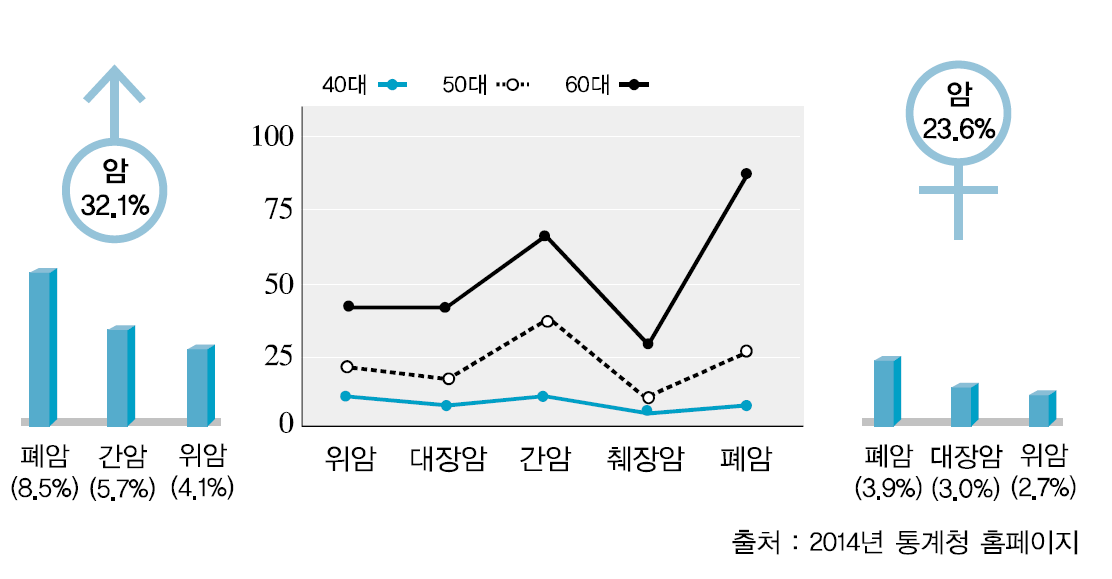 40대 50대 60대
암
32.1%
폐암 간암 위암
(8.5%) (5.7%) (4.1%)
100
75
50
25
0
위암 대장암 간암 췌장암 폐암
암
23.6%
폐암 대장암 위암
(3.9%) (3.0%) (2.7%)
출처 : 2014년 통계청 홈페이지